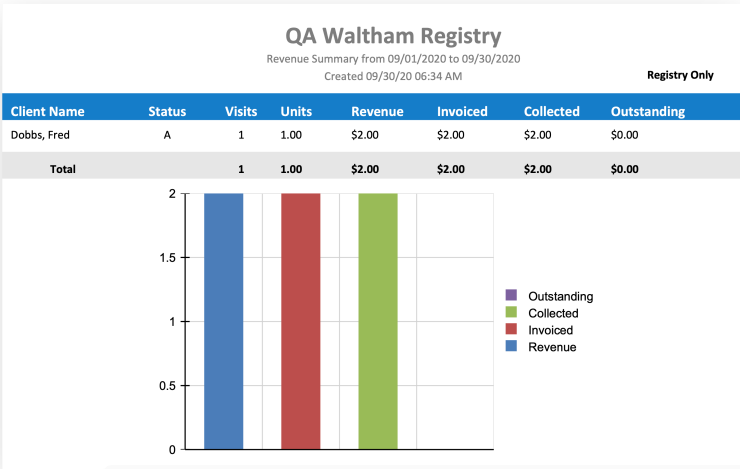 QA Waltham Registry
Revenue Summary from 09/01/2020 to 09/30/2020
Created 09/30/20 06:34 AM
Registry Only
Client Name Status Visits Units Revenue Invoiced Collected Outstanding
Dobbs, Fred A 1 1.00 $2.00 $2.00 $2.00 $0.00
Total 1 1.00 $2.00 $2.00 $2.00 $0.00
2
1.5
1
0.5
0
Outstanding
Collected
Invoiced
Revenue